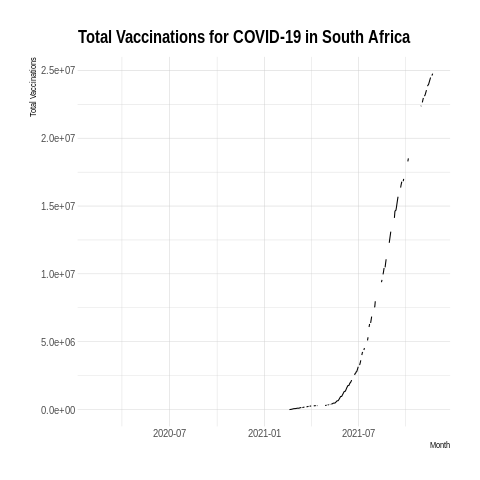 Total Vaccinations for COVID-19 in South Africa
Total Vaccinations
2.5e+07
2.0e+07
1.5e+07
1.0e+07
5.0e+06
0.0e+00
2020-07 2021-01 2021-07
Month